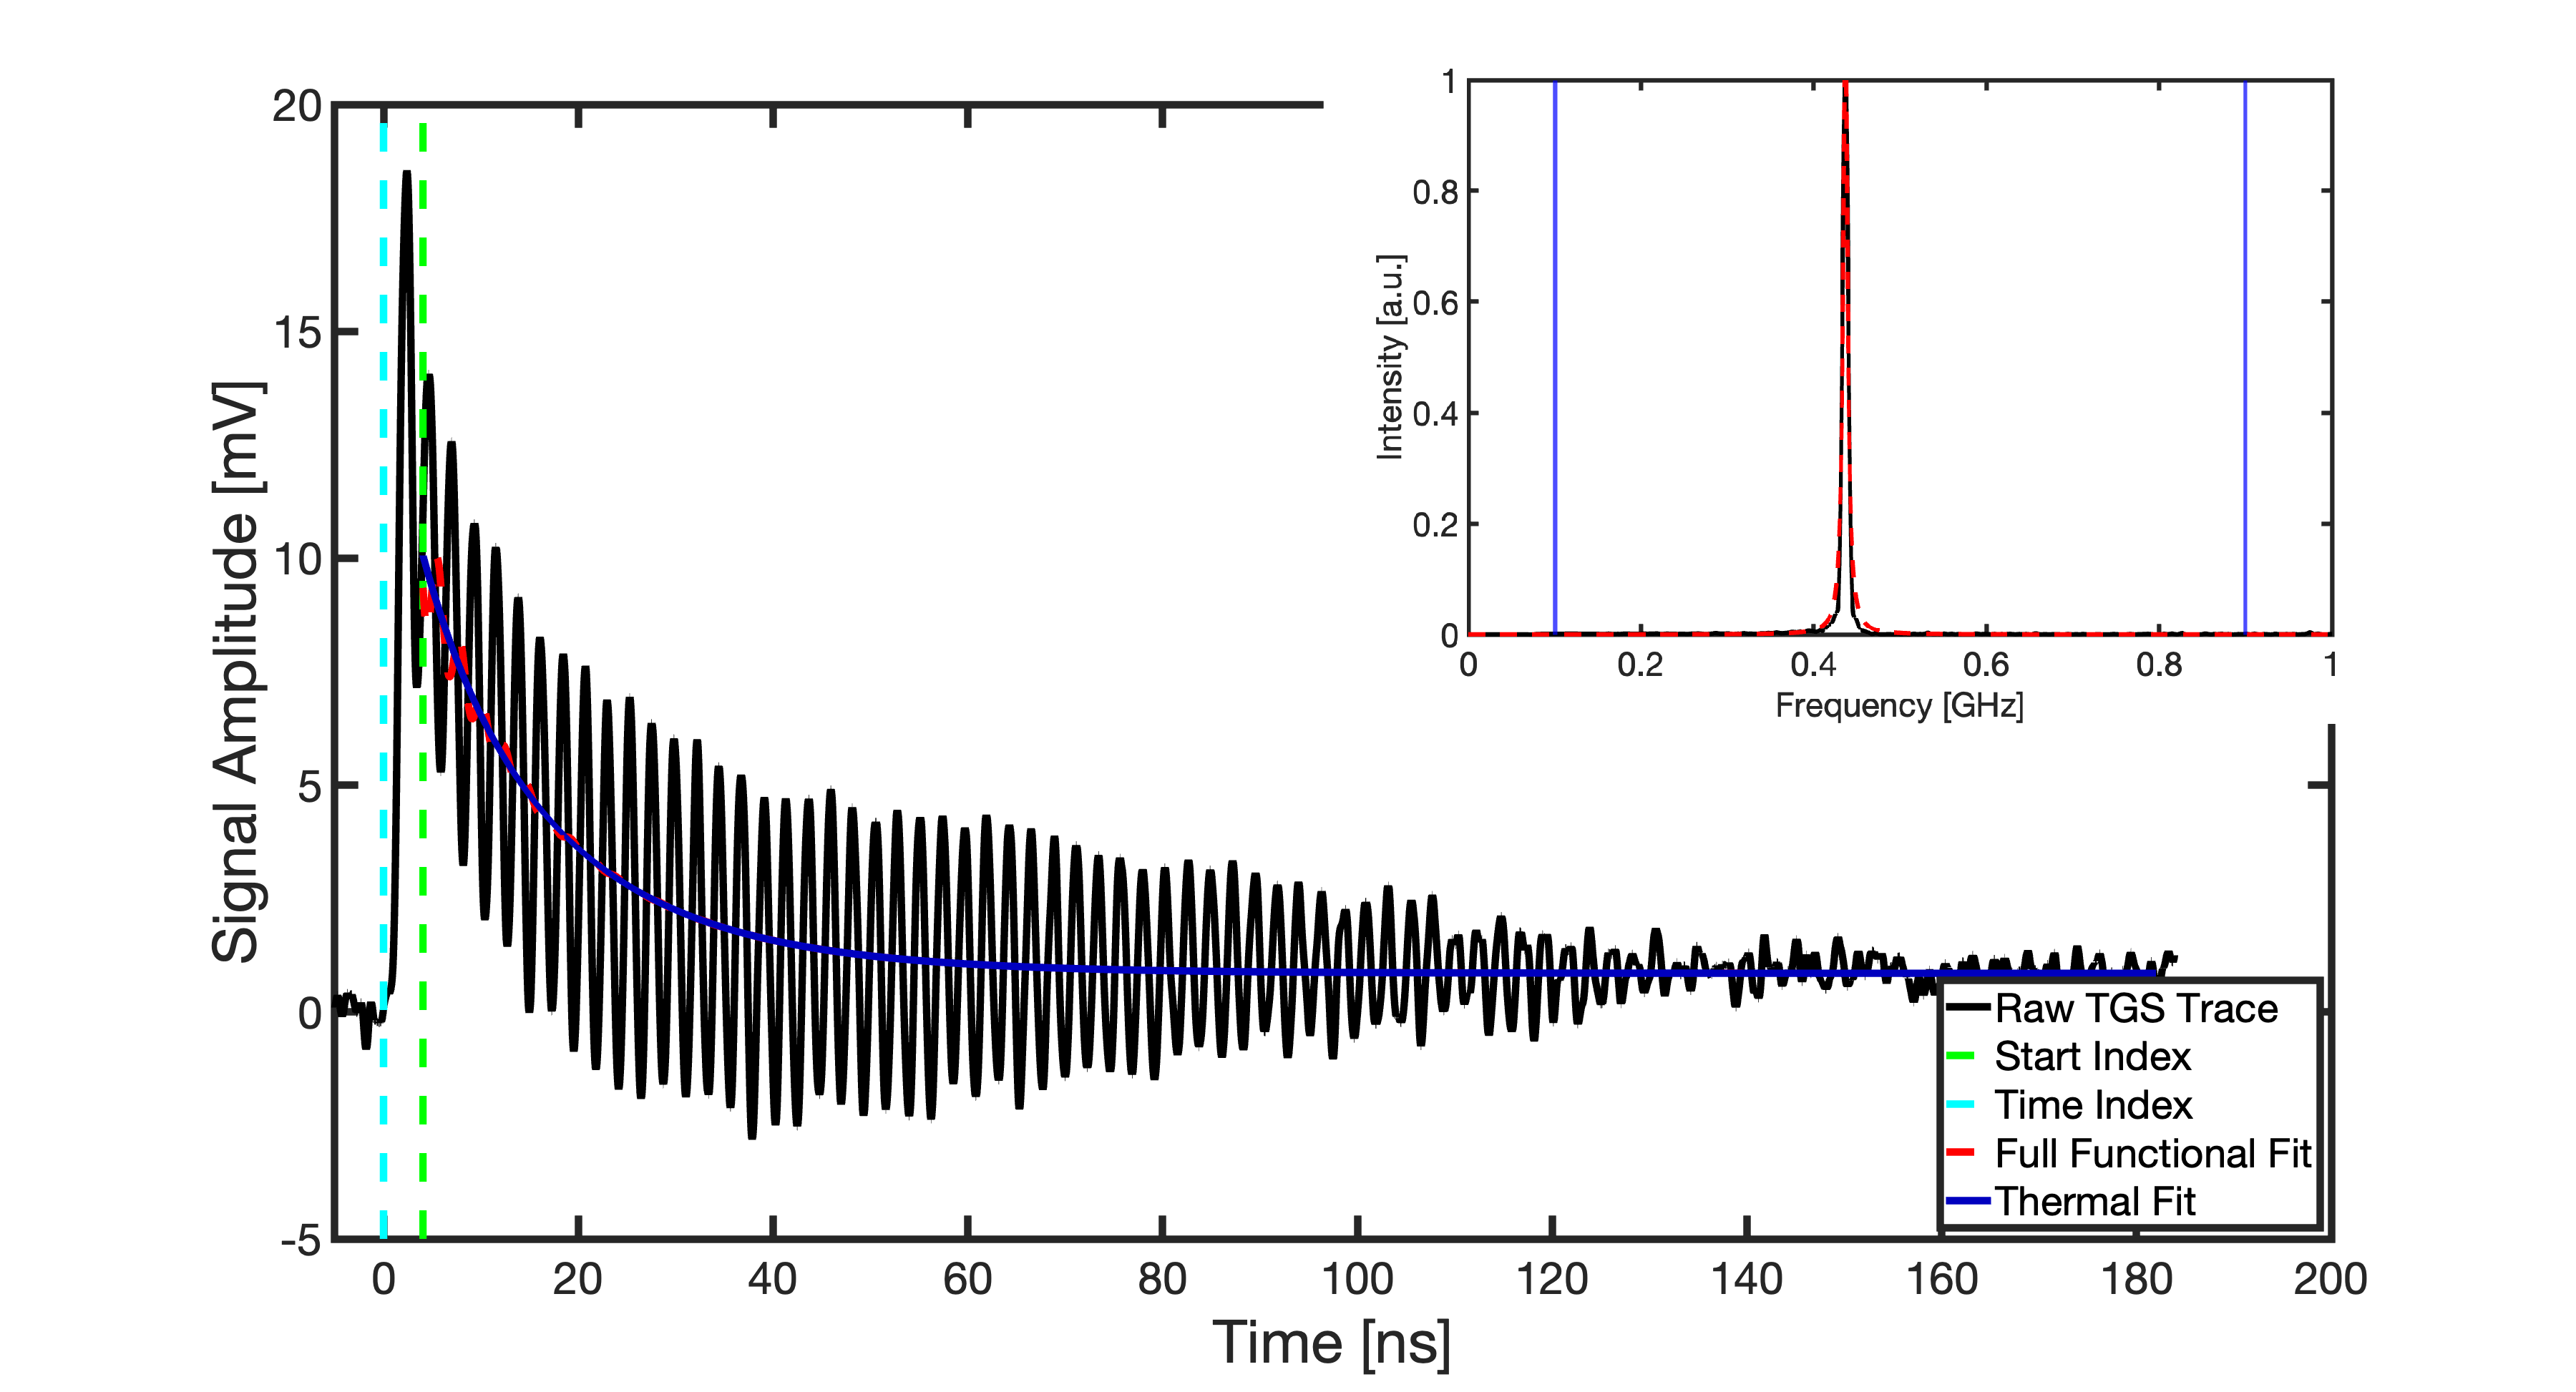 Signal Amplitude [mV]
20
15
10
5
0
-5
0 20 40 60 80 100 120 140 160 180 200
Time [ns]
Intensity [a.u.]
1
0.8
0.6
0.4
0.2
0
0 0.2 0.4 0.6 0.8 1
Frequency [GHz]
Raw TGS Trace
Start Index
Time Index
Full Functional Fit
Thermal Fit